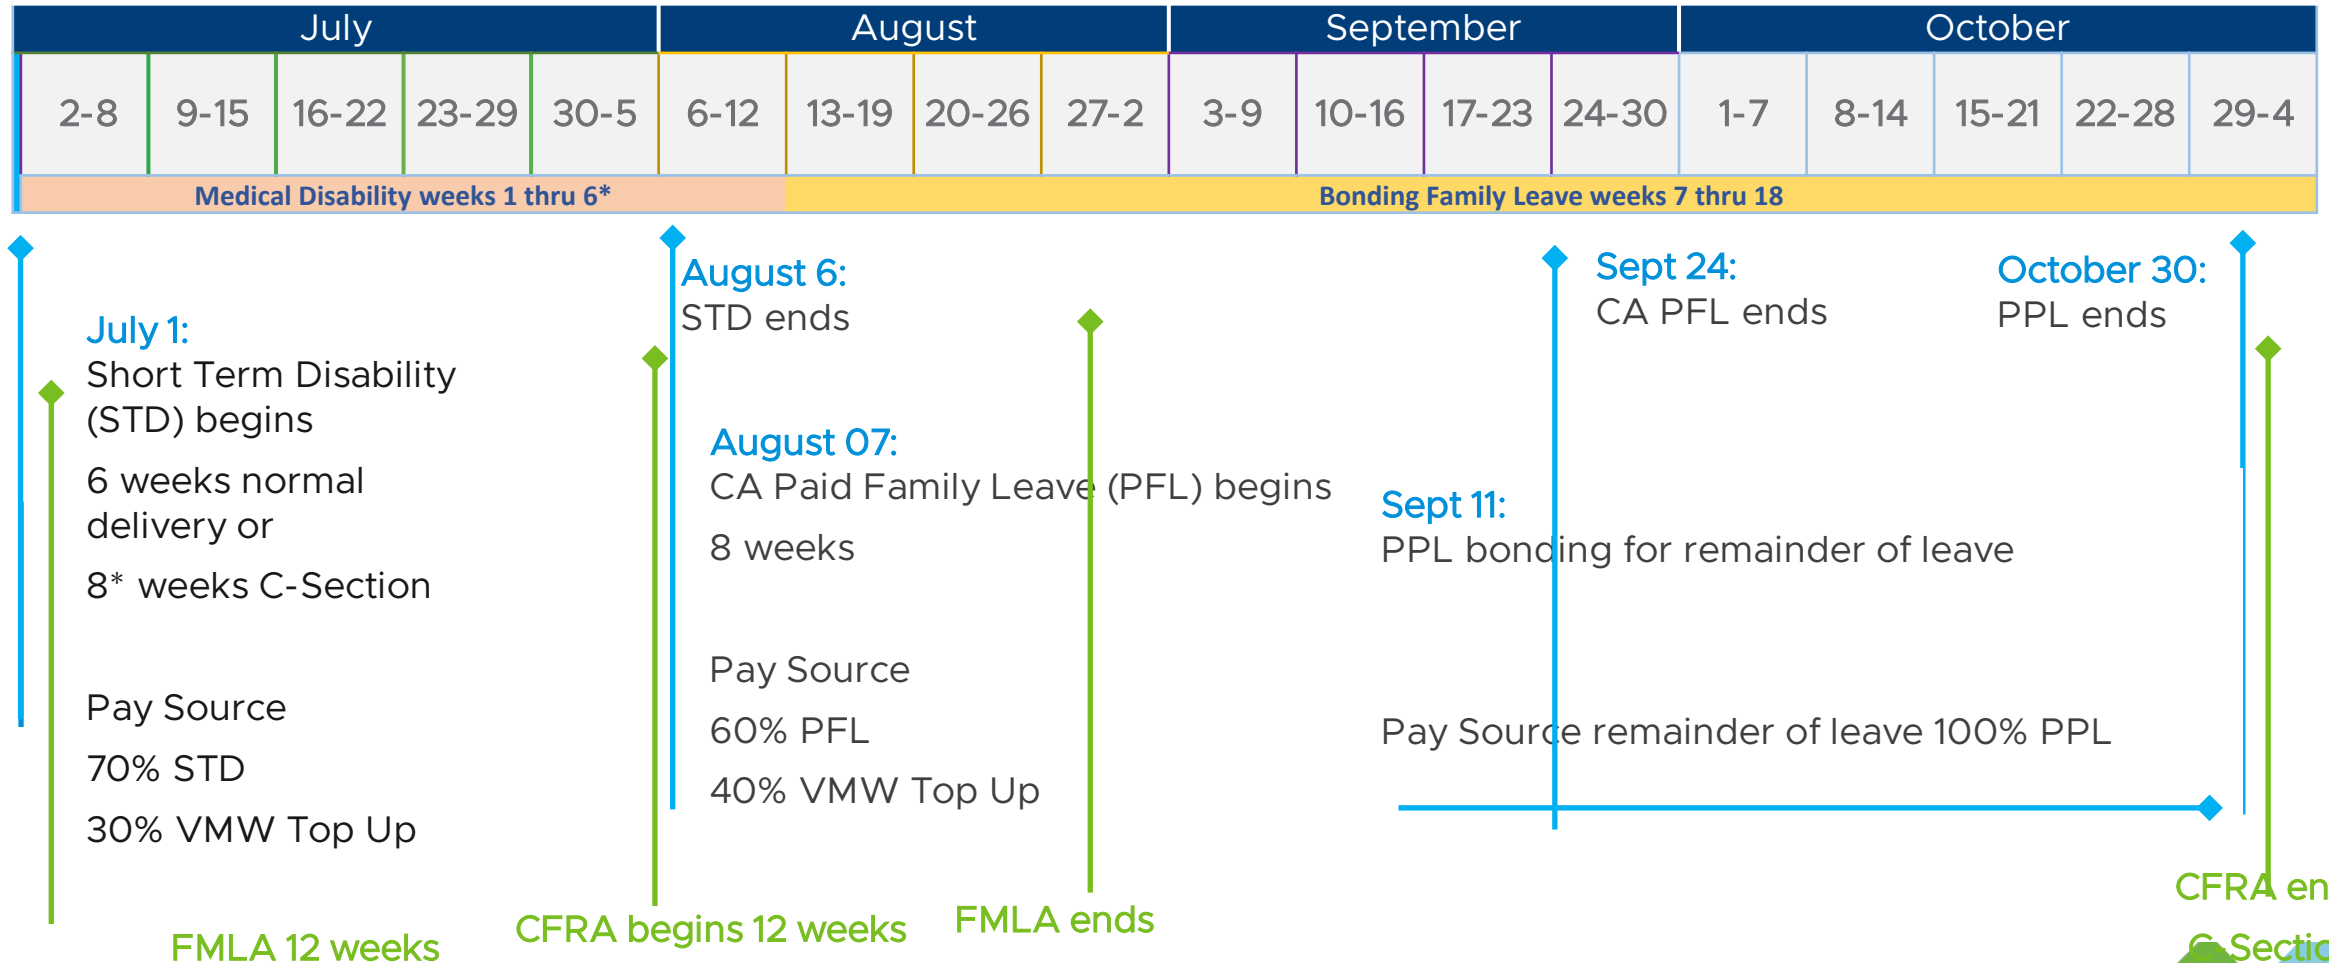 July August September October
2-8 9-15 16-22 23-29 30-5 6-12 13-19 20-26 27-2 3-9 10-16 17-23 24-30 1-7 8-14 15-21 22-28 29-4
Medical Disability weeks 1 thru 6* Bonding Family Leave weeks 7 thru 18
July 1:
Short Term Disability
(STD) begins
6 weeks normal
delivery or
8* weeks C-Section
Pay Source
70% STD
30% VMW Top Up
FMLA 12 weeks
August 6:
STD ends
August 07:
CA Paid Family Leave (PFL) begins
8 weeks
Pay Source
60% PFL
40% VMW Top Up
CFRA begins 12 weeks
FMLA ends
Sept 24:
CA PFL ends
Sept 11:
PPL bonding for remainder of leave
Pay Source remainder of leave 100% PPL
October 30:
PPL ends
CFRA en
C-Sectio